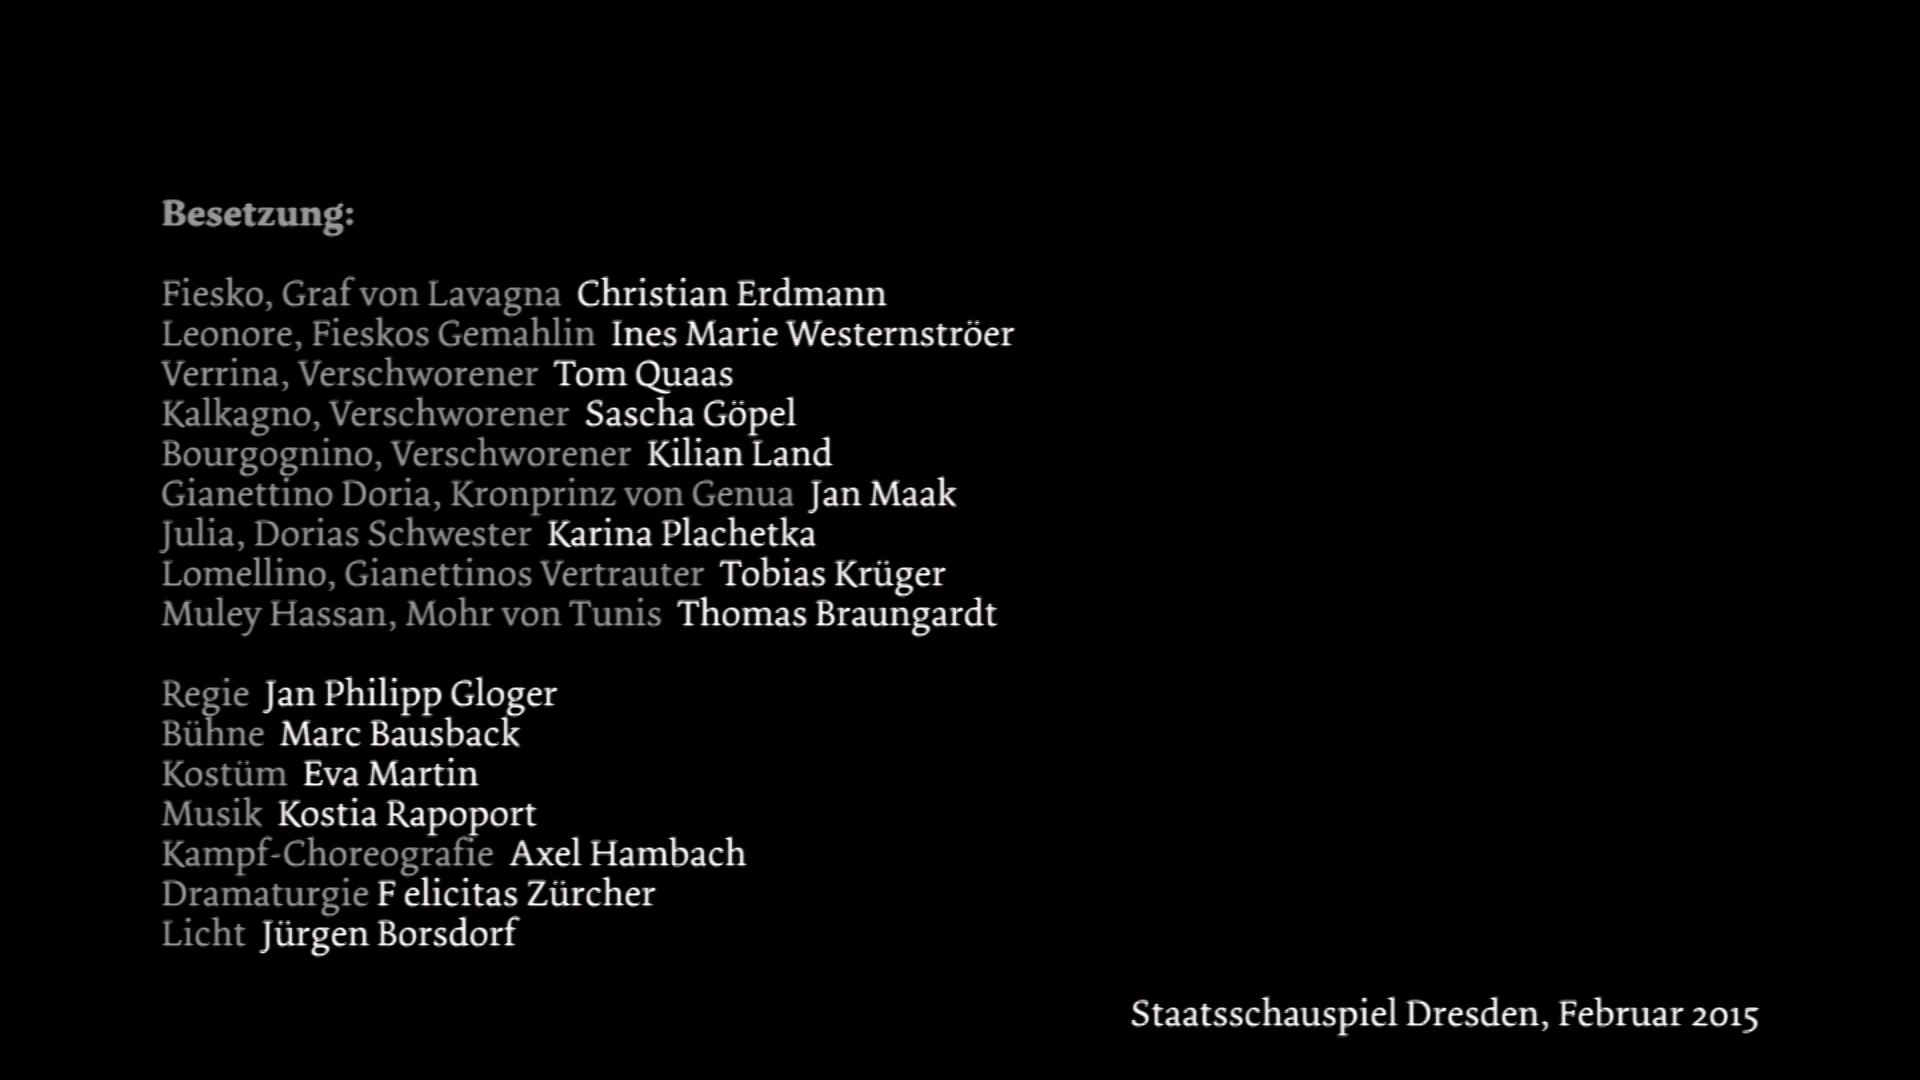 Besetzung:
Fiesko, Graf von Lavagna Christian Erdmann
Leonore, Fieskos Gemahlin Ines Marie Westernströer
Verrina, Verschworener Tom Quaas
Kalkagno, Verschworener Sascha Göpel
Bourgognino, Verschworener Kilian Land
Gianettino Doria, Kronprinz von Genua Jan Maak
Julia, Dorias Schwester Karina Plachetka
Lomellino, Gianettinos Vertrauter Tobias Krüger
Muley Hassan, Mohr von Tunis Thomas Braungardt
Regie Jan Philipp Gloger
Bühne Marc Bausback
Kostüm Eva Martin
Musik Kostia Rapoport
Kampf-Choreografie Axel Hambach
Dramaturgie F elicitas Zürcher
Licht Jürgen Borsdorf
Staatsschauspiel Dresden, Februar 2015